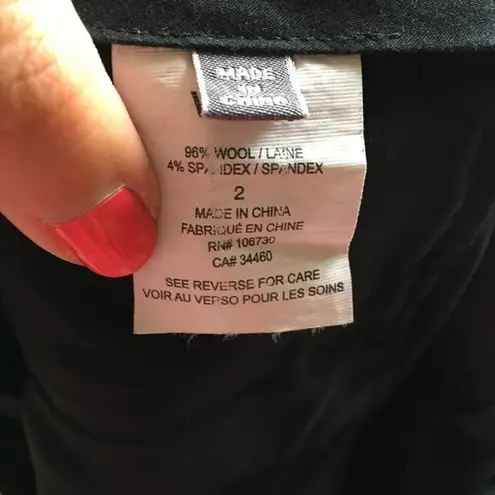 MADE
IN
CHINA
96% WOOL / LAINE
4% SPANDEX / SPANDEX
2
MADE IN CHINA
FABRIQUÉ EN CHINE
RN# 106730
CA# 34460
SEE REVERSE FOR CARE
VOIR AU VERSO POUR LES SOINS